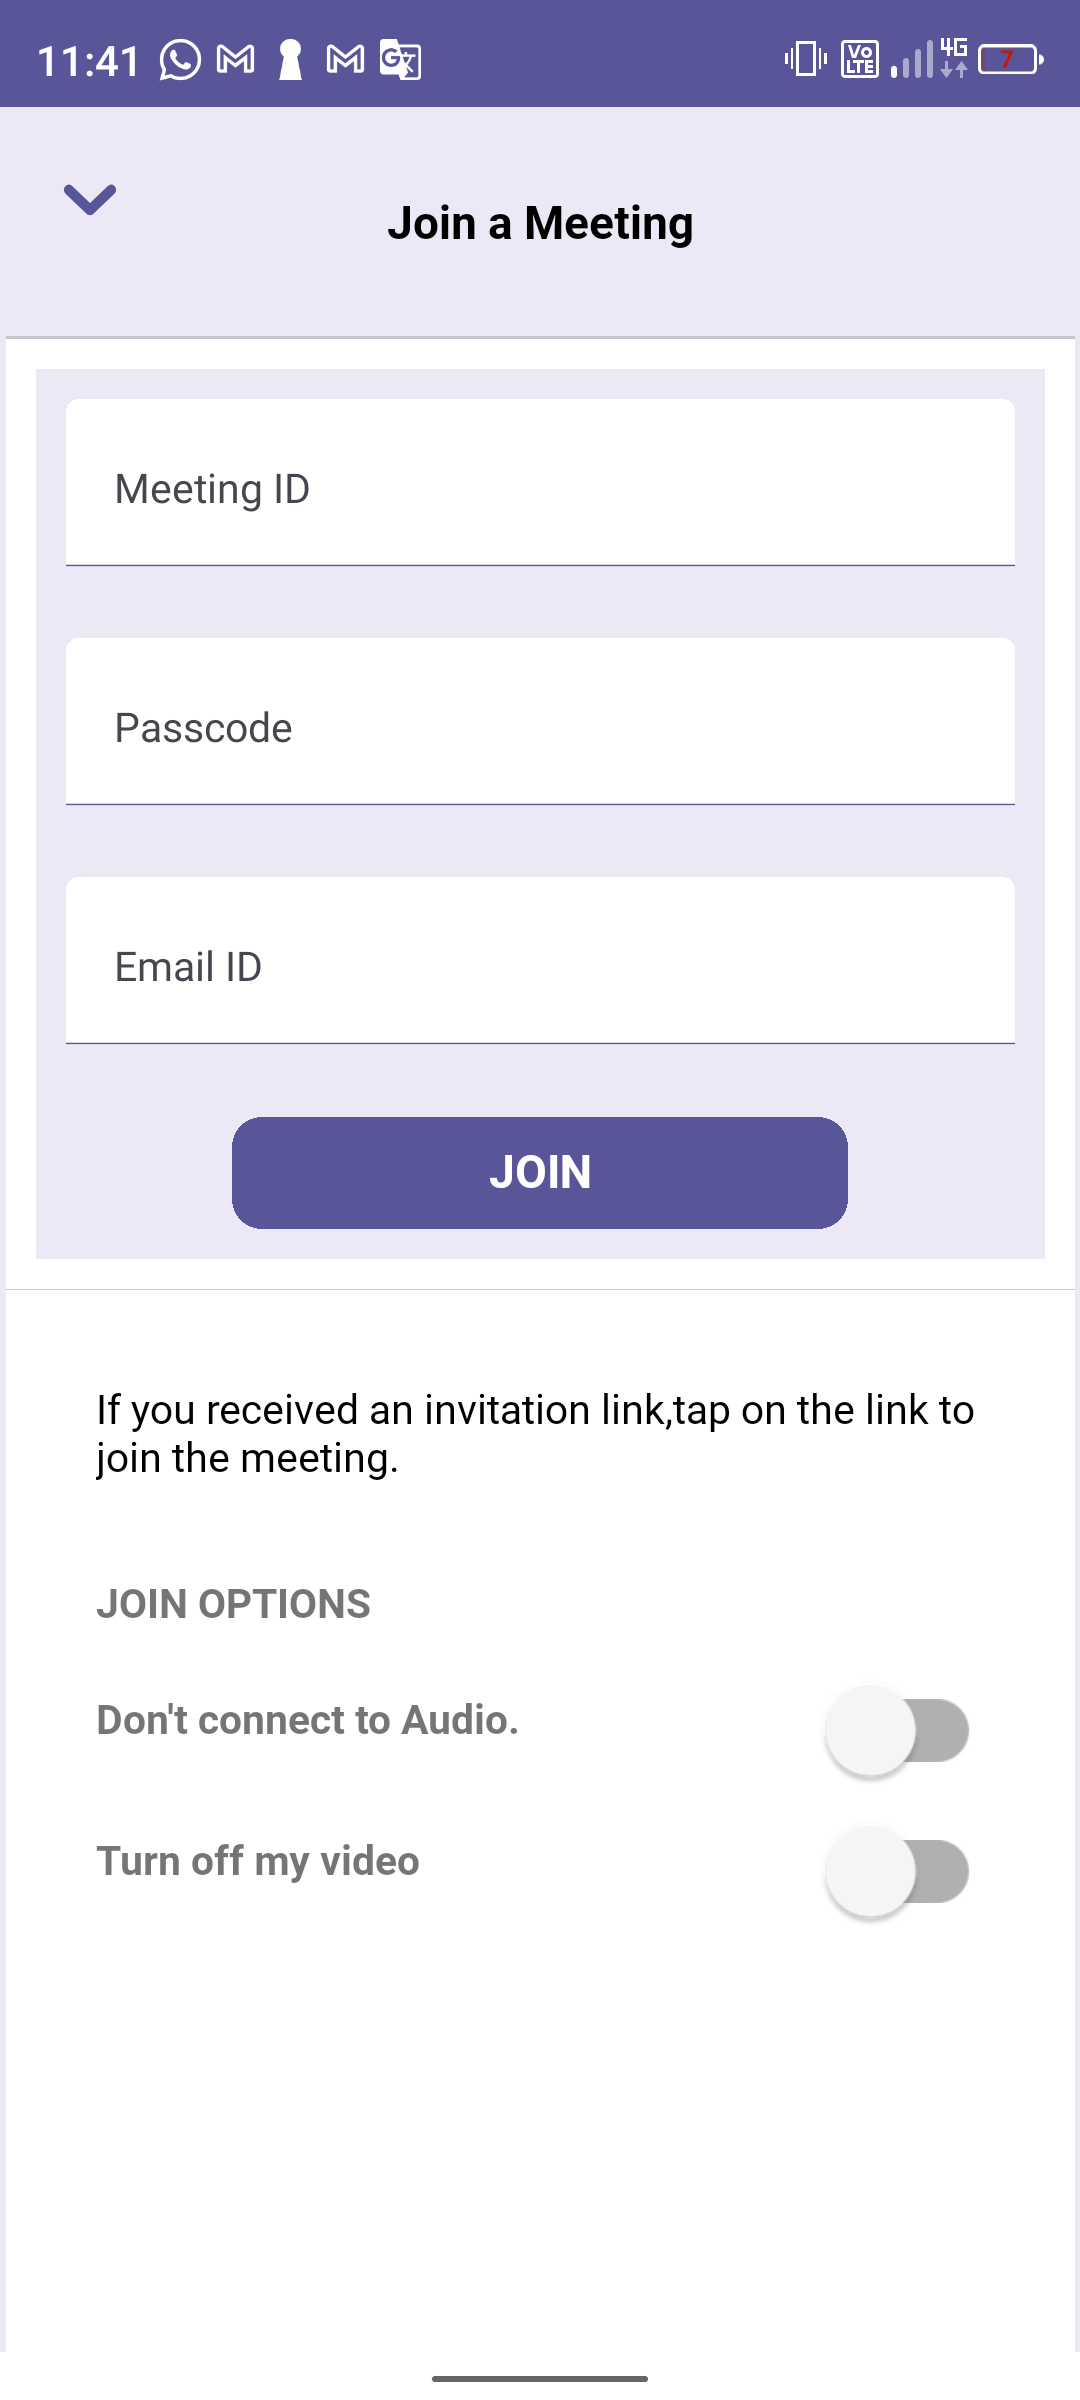 11:41 VO LTE 4G 7
Join a Meeting
Meeting ID
Passcode
Email ID
JOIN
If you received an invitation link,tap on the link to
join the meeting.
JOIN OPTIONS
Don't connect to Audio.
Turn off my video